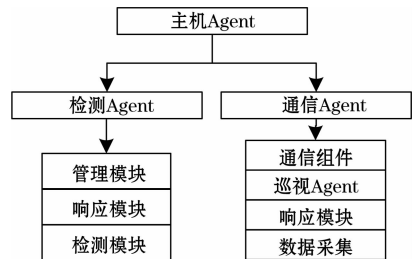 主机Agent
检测Agent
通信Agent
管理模块
响应模块
检测模块
通信组件
巡视Agent
响应模块
数据采集